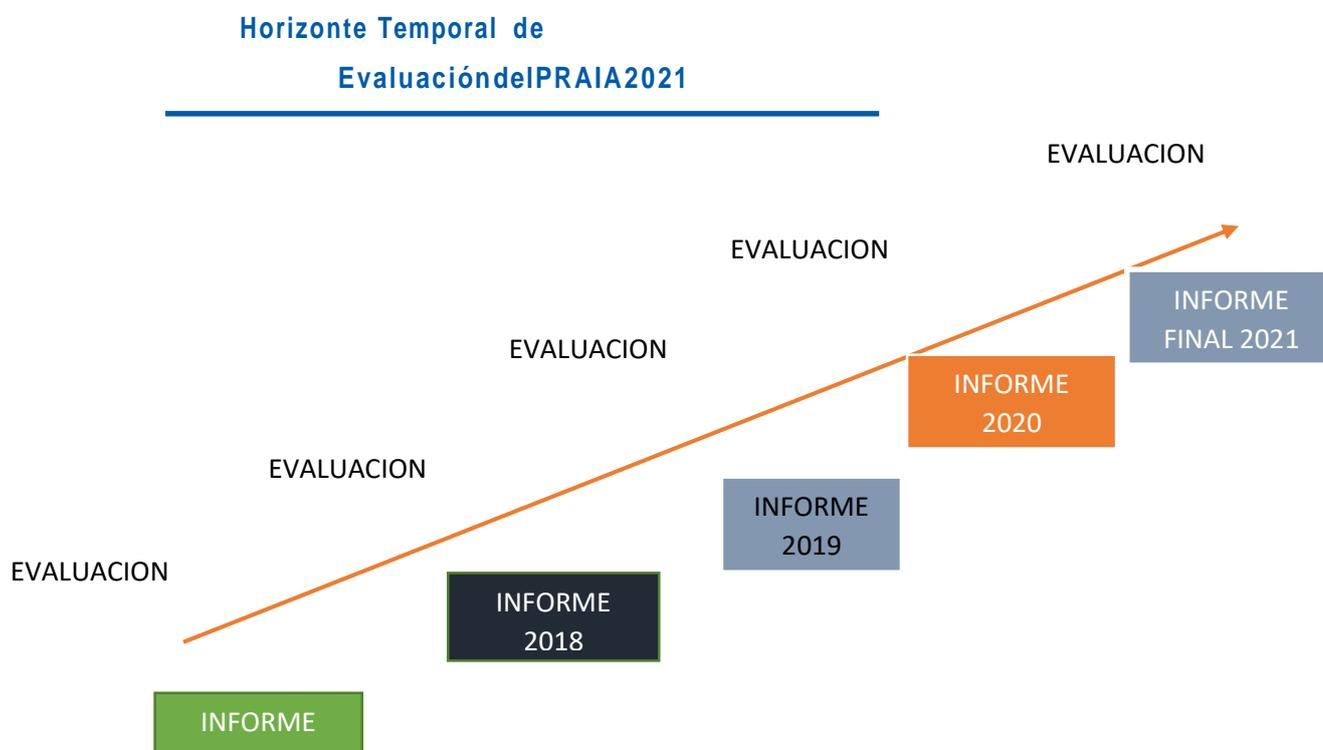 Horizonte Temporal de
EvaluacióndelPRAIA2021
EVALUACION
EVALUACION
EVALUACION
EVALUACION
EVALUACION
INFORME
FINAL 2021
INFORME
2020
INFORME
2019
INFORME
2018
INFORME